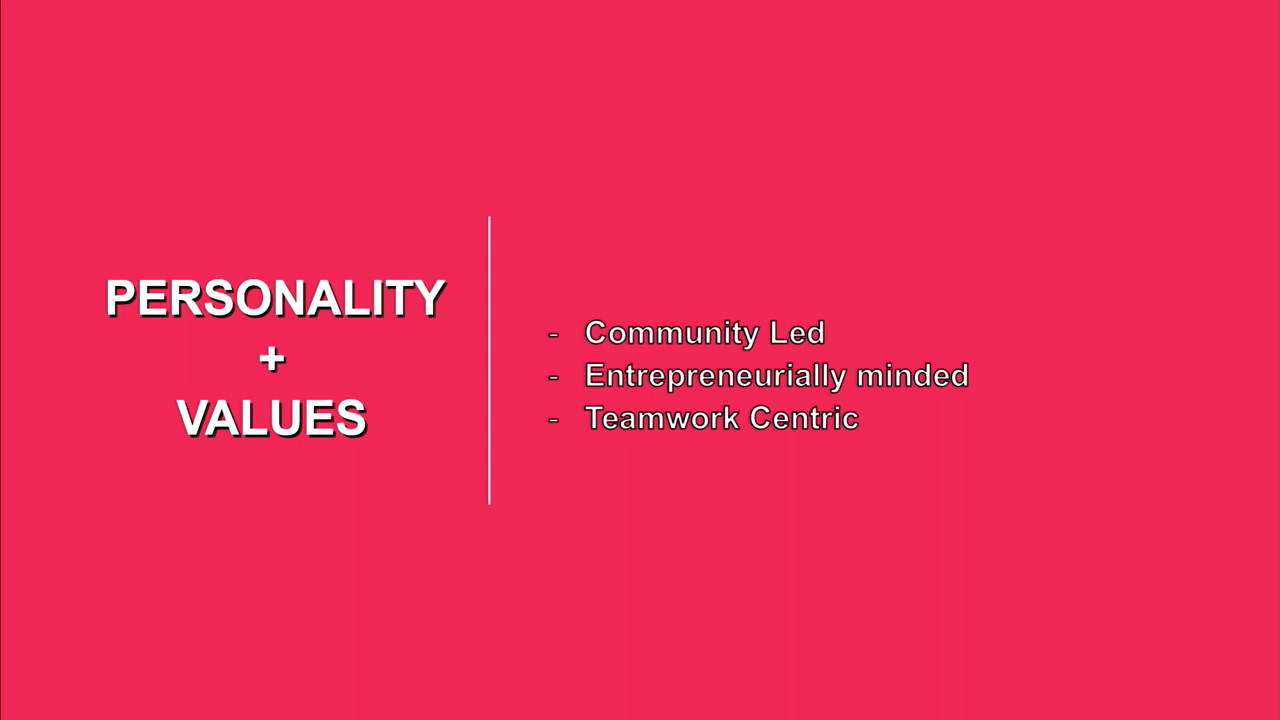 PERSONALITY
+
VALUES
- Community Led
- Entrepreneurially minded
- Teamwork Centric